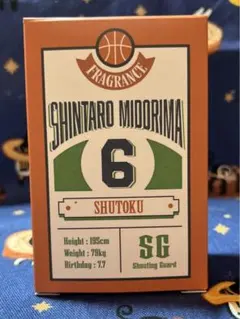 FRAGRANCE
SHINTARO MIDORIMA
6
SHUTOKU
Height : 195cm
Weight : 79kg
Birthday : 7.7
SG
Shooting Guard